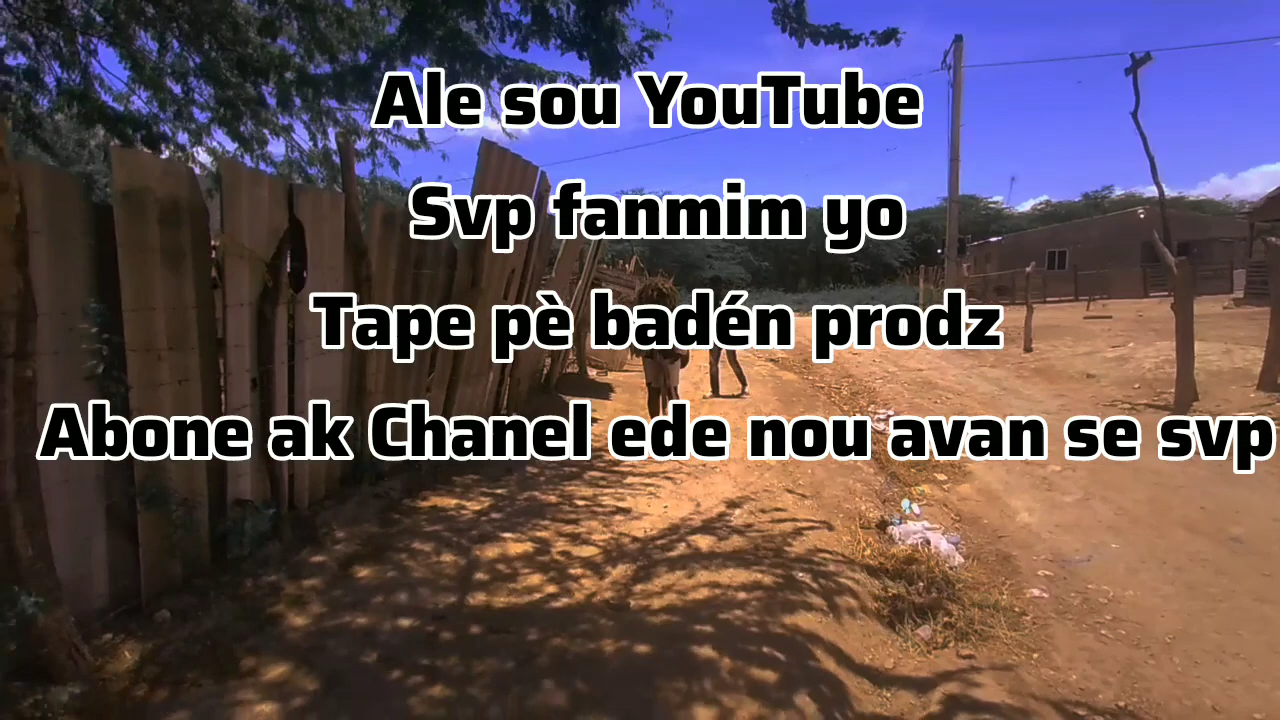 Ale sou YouTube
Svp fanmim yo
Tape pè badén prodz
Abone ak Chanel ede nou avan se svp